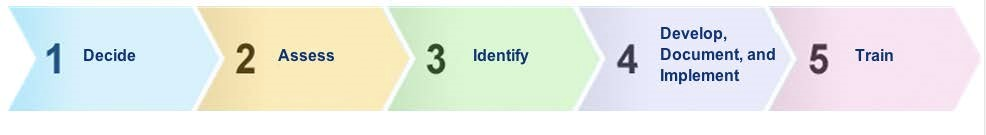 1 Decide
2 Assess
3 Identify
4 Develop,
Document, and
Implement
5 Train